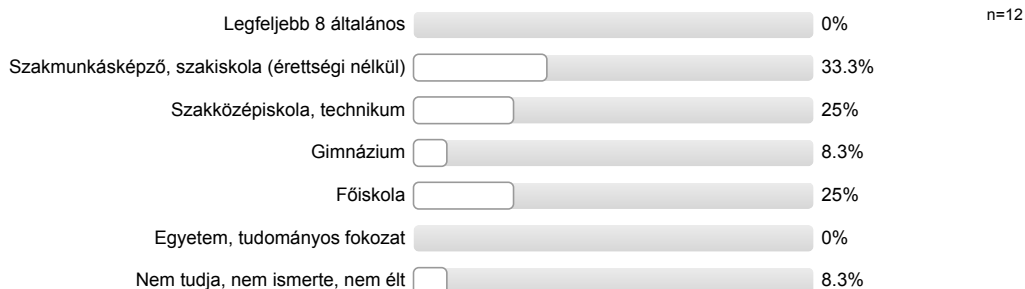 Legfeljebb 8 általános 0% n=12
Szakmunkásképző, szakiskola (érettségi nélkül) 33.3%
Szakközépiskola, technikum 25%
Gimnázium 8.3%
Főiskola 25%
Egyetem, tudományos fokozat 0%
Nem tudja, nem ismerte, nem élt 8.3%